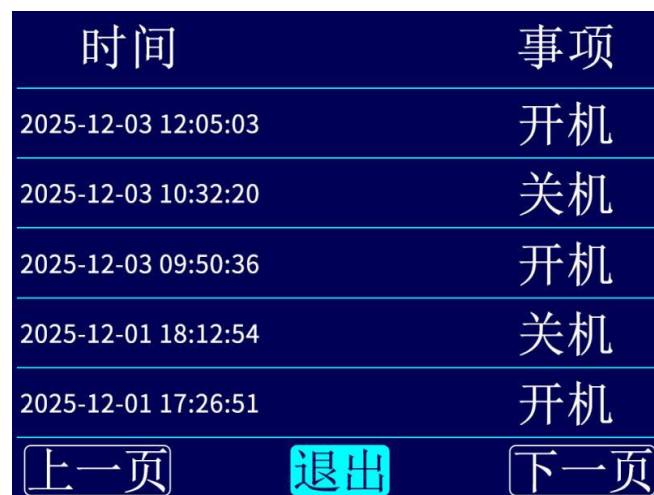 时间 事项
2025-12-03 12:05:03 开机
2025-12-03 10:32:20 关机
2025-12-03 09:50:36 开机
2025-12-01 18:12:54 关机
2025-12-01 17:26:51 开机
上一页 退出 下一页